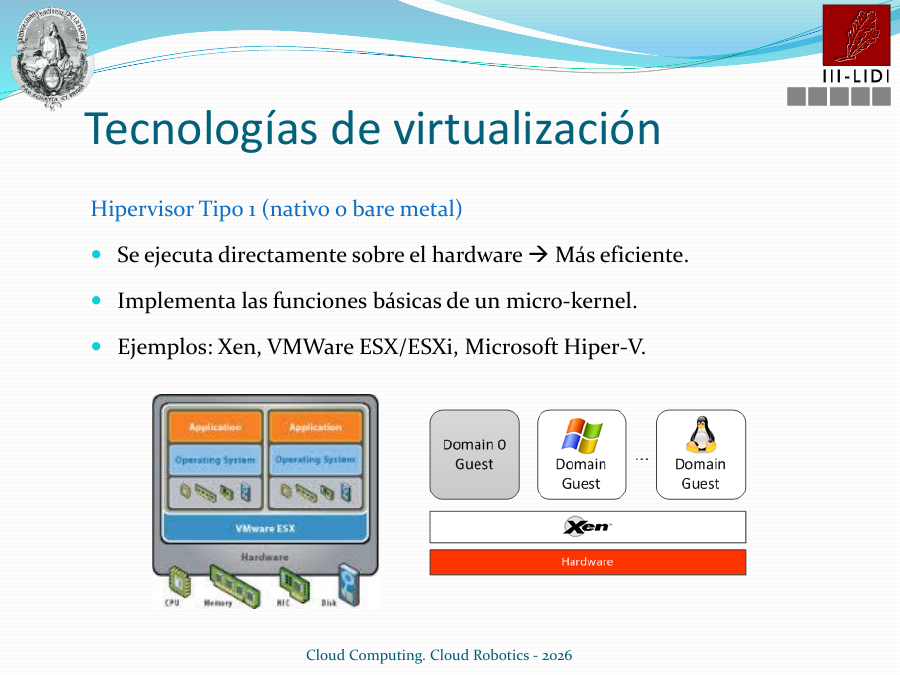 III-LIDI
Tecnologías de virtualización
Hipervisor Tipo 1 (nativo o bare metal)
• Se ejecuta directamente sobre el hardware → Más eficiente.
• Implementa las funciones básicas de un micro-kernel.
• Ejemplos: Xen, VMWare ESX/ESXi, Microsoft Hiper-V.
Application Application
Operating System Operating System
VMware ESX
Hardware
CPU Memory NIC Disk
Domain 0
Guest
Domain
Guest
...
Domain
Guest
Xen
Hardware
Cloud Computing. Cloud Robotics - 2026